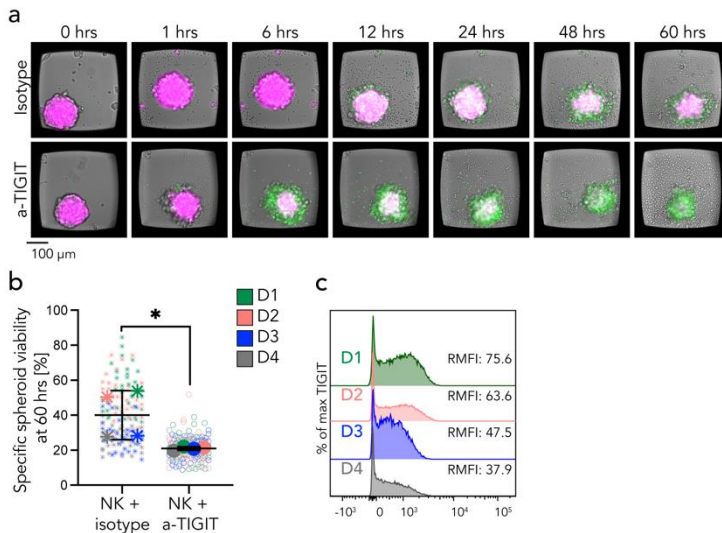 a
0 hrs 1 hrs 6 hrs 12 hrs 24 hrs 48 hrs 60 hrs
Isotype
a-TIGIT
100 µm
b
Specific spheroid viability
at 60 hrs [%]
100
80
60
40
20
0
*
D1
D2
D3
D4
NK +
isotype
NK +
a-TIGIT
c
% of max TIGIT
D1 RMFI: 75.6
D2 RMFI: 63.6
D3 RMFI: 47.5
D4 RMFI: 37.9
-10³ 0 10³ 10⁴ 10⁵